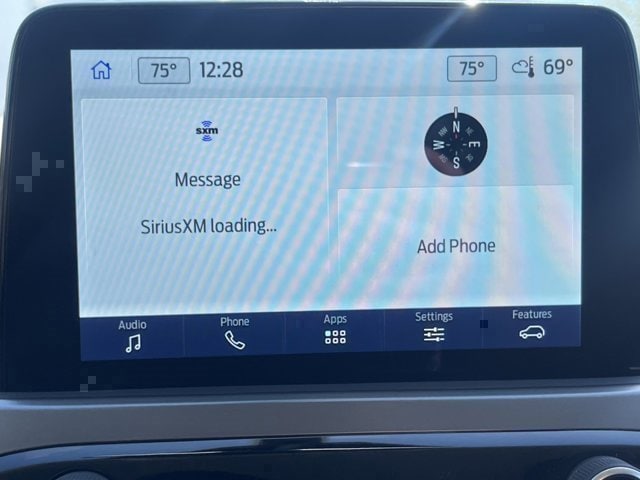 75° 12:28 75° 69°
sxm
Message
SiriusXM loading...
N
W E
S
Add Phone
Audio Phone Apps Settings Features